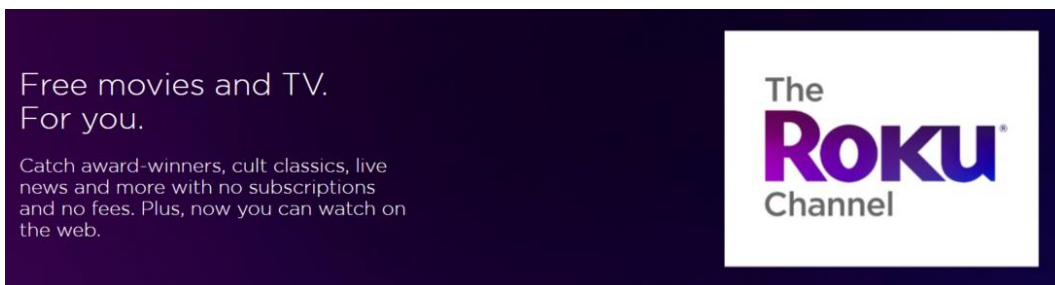 Free movies and TV.
For you.
Catch award-winners, cult classics, live
news and more with no subscriptions
and no fees. Plus, now you can watch on
the web.
The
ROKU®
Channel